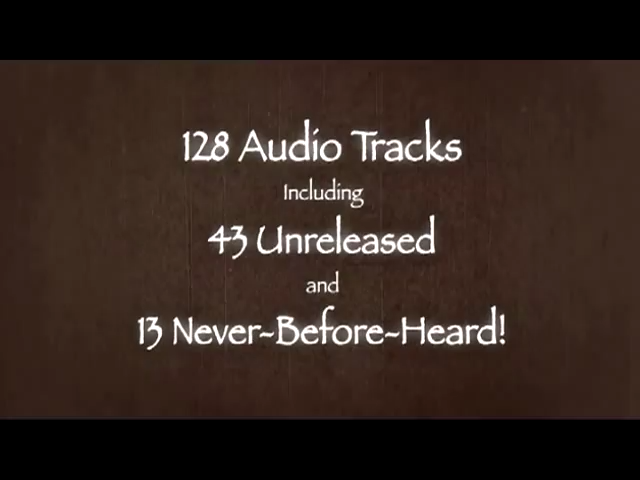 128 Audio Tracks
Including
43 Unreleased
and
13 Never-Before-Heard!